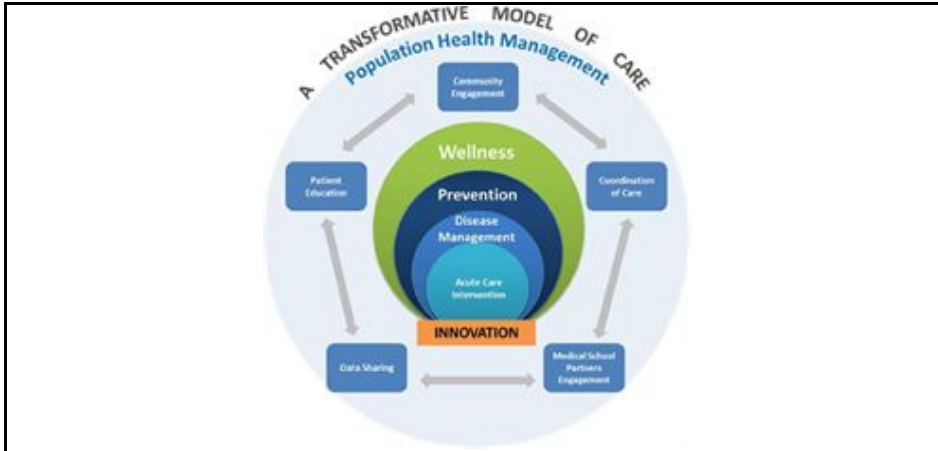 A TRANSFORMATIVE MODEL OF CARE
Population Health Management
Community
Engagement
Wellness
Patient
Education
Coordination
of Care
Prevention
Disease
Management
Acute Care
Intervention
INNOVATION
Data Sharing
Medical School
Partners
Engagement